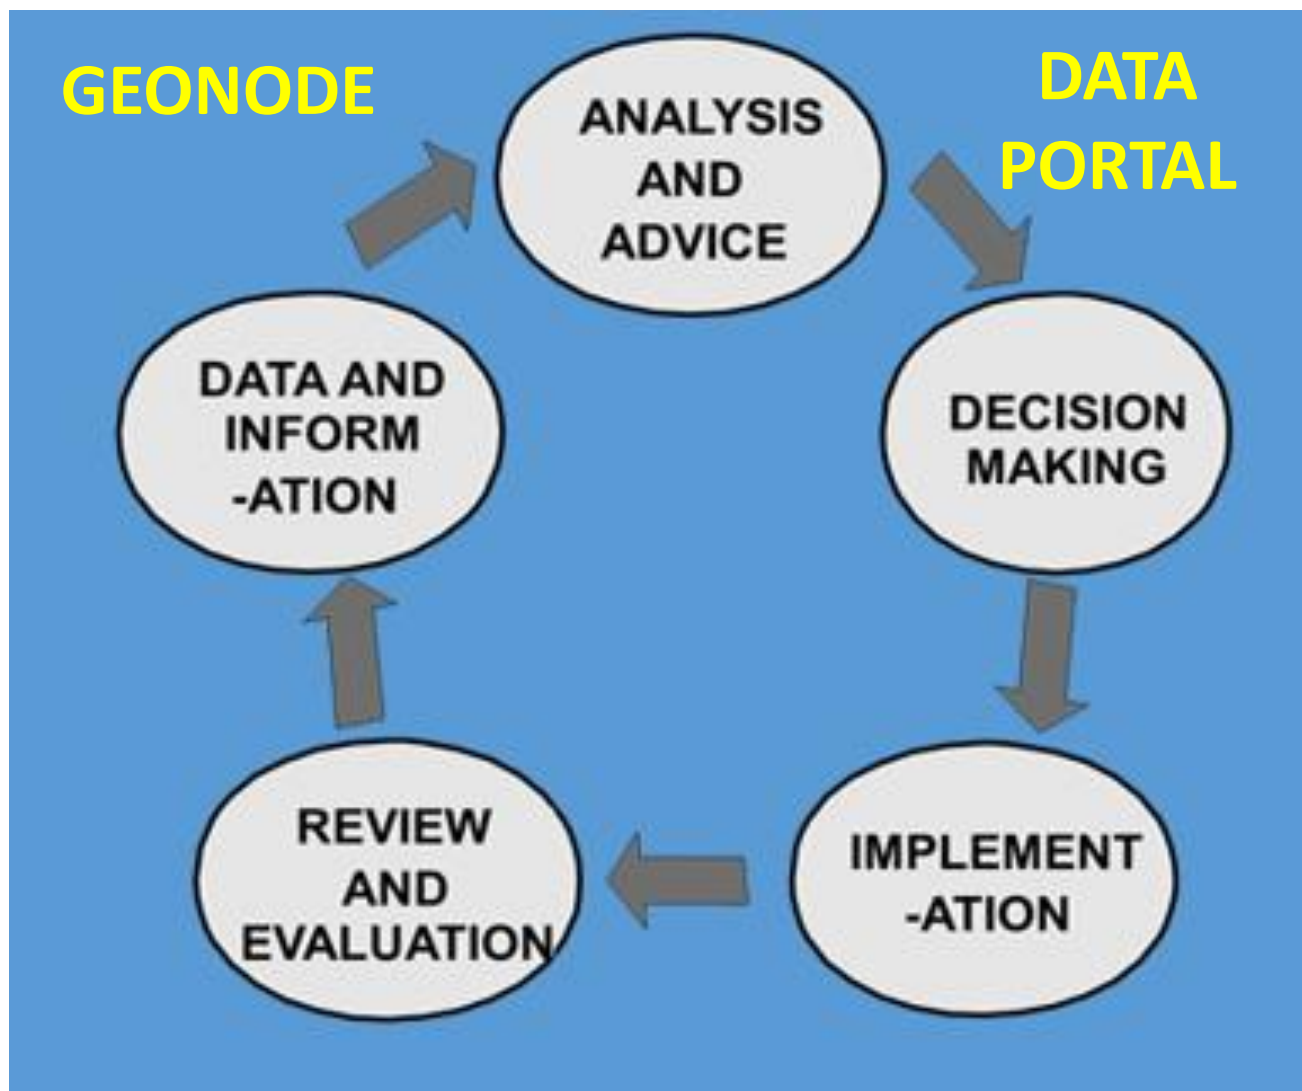 GEONODE
DATA
PORTAL
ANALYSIS
AND
ADVICE
DATA AND
INFORM
-ATION
DECISION
MAKING
REVIEW
AND
EVALUATION
IMPLEMENT
-ATION